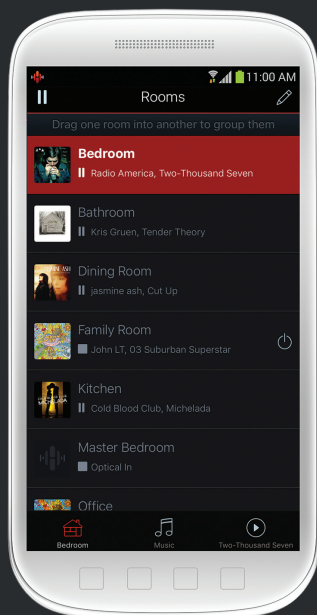 11:00 AM
Rooms
Drag one room into another to group them
Bedroom
Radio America, Two-Thousand Seven
Bathroom
Kris Gruen, Tender Theory
Dining Room
jasmine ash, Cut Up
Family Room
John LT, 03 Suburban Superstar
Kitchen
Cold Blood Club, Michelada
Master Bedroom
Optical In
Office
Bedroom
Music
Two-Thousand Seven